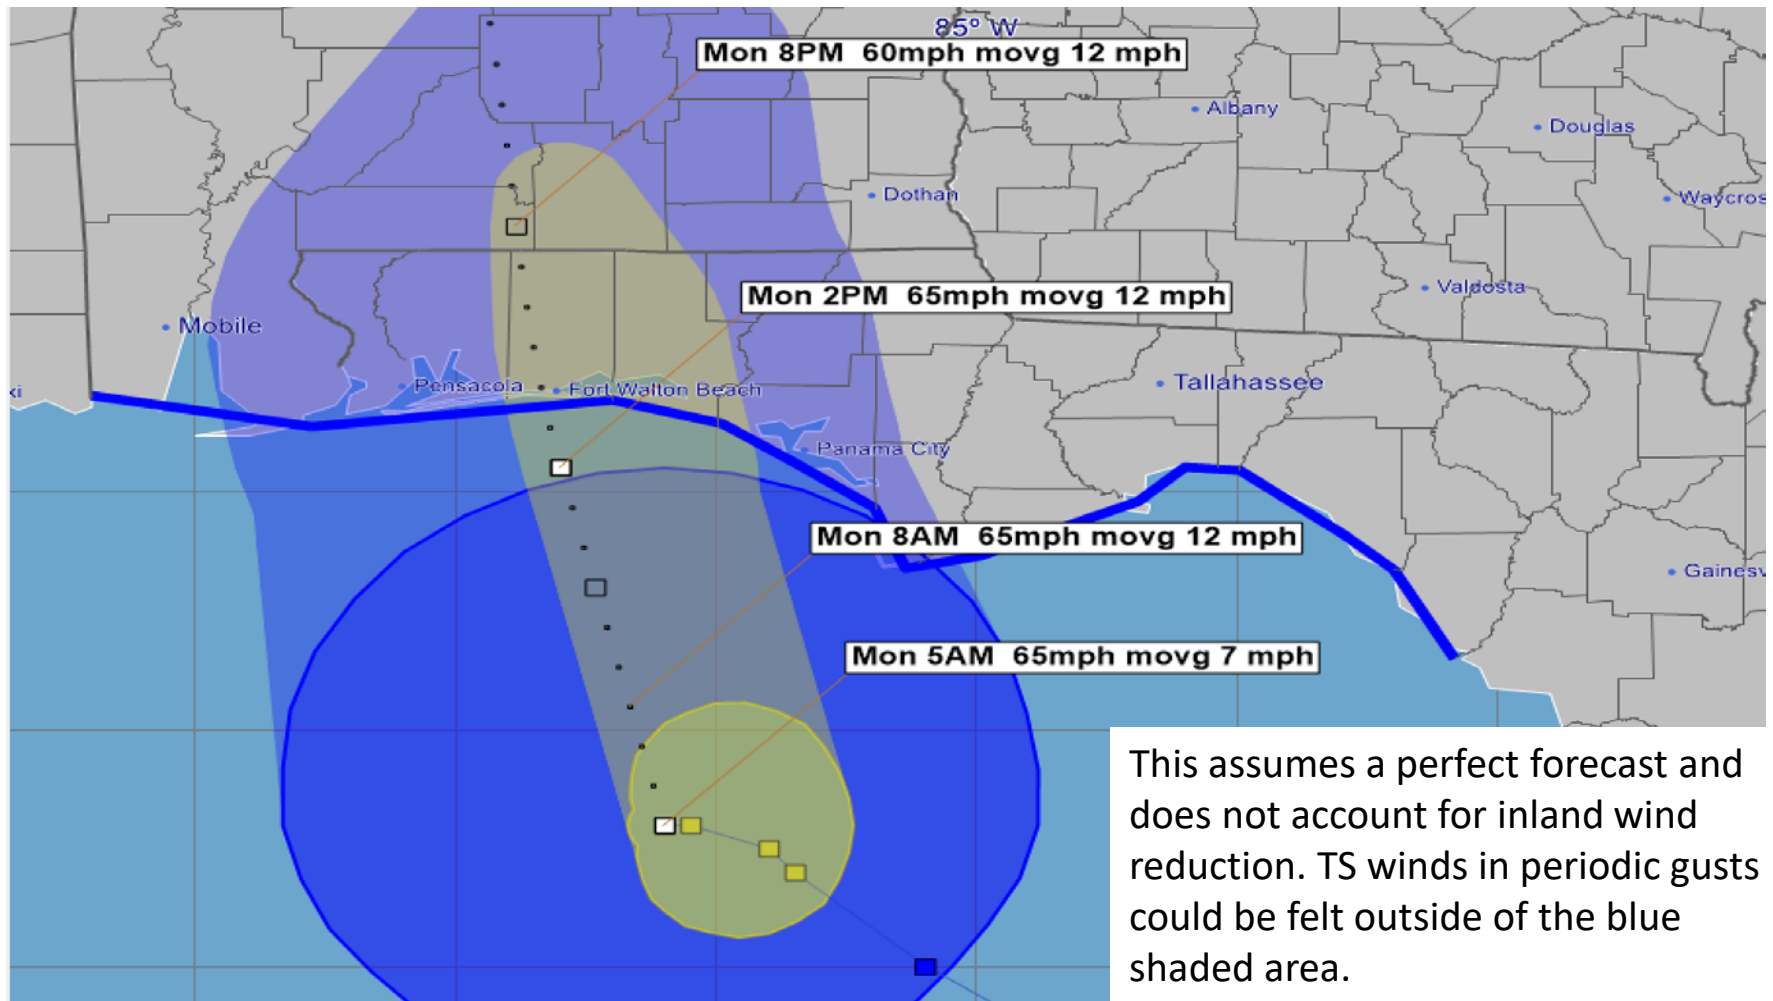 85° W
Mon 8PM 60mph movg 12 mph
Albany
Douglas
Dothan
Waycros
Mon 2PM 65mph movg 12 mph
Valdosta
Mobile
Tallahassee
xi
Pensacola
Fort Walton Beach
Panama City
Mon 8AM 65mph movg 12 mph
Gainesv
Mon 5AM 65mph movg 7 mph
This assumes a perfect forecast and
does not account for inland wind
reduction. TS winds in periodic gusts
could be felt outside of the blue
shaded area.